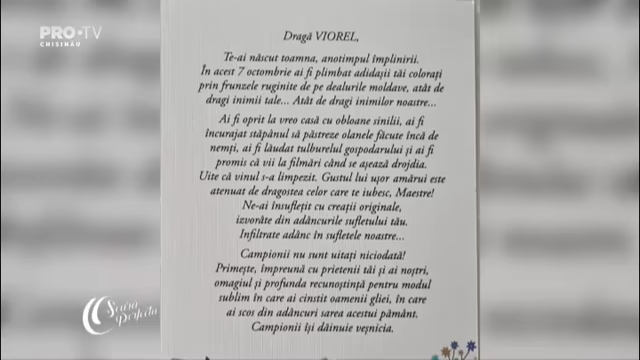 PRO TV
CHIȘINĂU
Dragă VIOREL,
Te-ai născut toamna, anotimpul împlinirii.
În acest 7 octombrie ai fi plimbat adidașii tăi colorați
prin frunzele ruginite de pe dealurile moldave, atât de
dragi inimii tale... Atât de dragi inimilor noastre...
Ai fi oprit la vreo casă cu obloane sinilii, ai fi
încurajat stăpânul să păstreze olanele făcute încă de
nemți, ai fi lăudat tulburelul gospodarului și ai fi
promis că vii la filmări când se așează drojdia.
Uite că vinul s-a limpezit. Gustul lui ușor amărui este
atenuat de dragostea celor care te iubesc, Maestre!
Ne-ai însuflețit cu creații originale,
izvorâte din adâncurile sufletului tău.
Infiltrate adânc în sufletele noastre...
Campionii nu sunt uitați niciodată!
Primește, împreună cu prietenii tăi și ai noștri,
omagiul și profunda recunoștință pentru modul
sublim în care ai cinstit oamenii gliei, în care
ai scos din adâncuri sarea acestui pământ.
Campionii își dăinuie veșnicia.
Seară
Perfectă